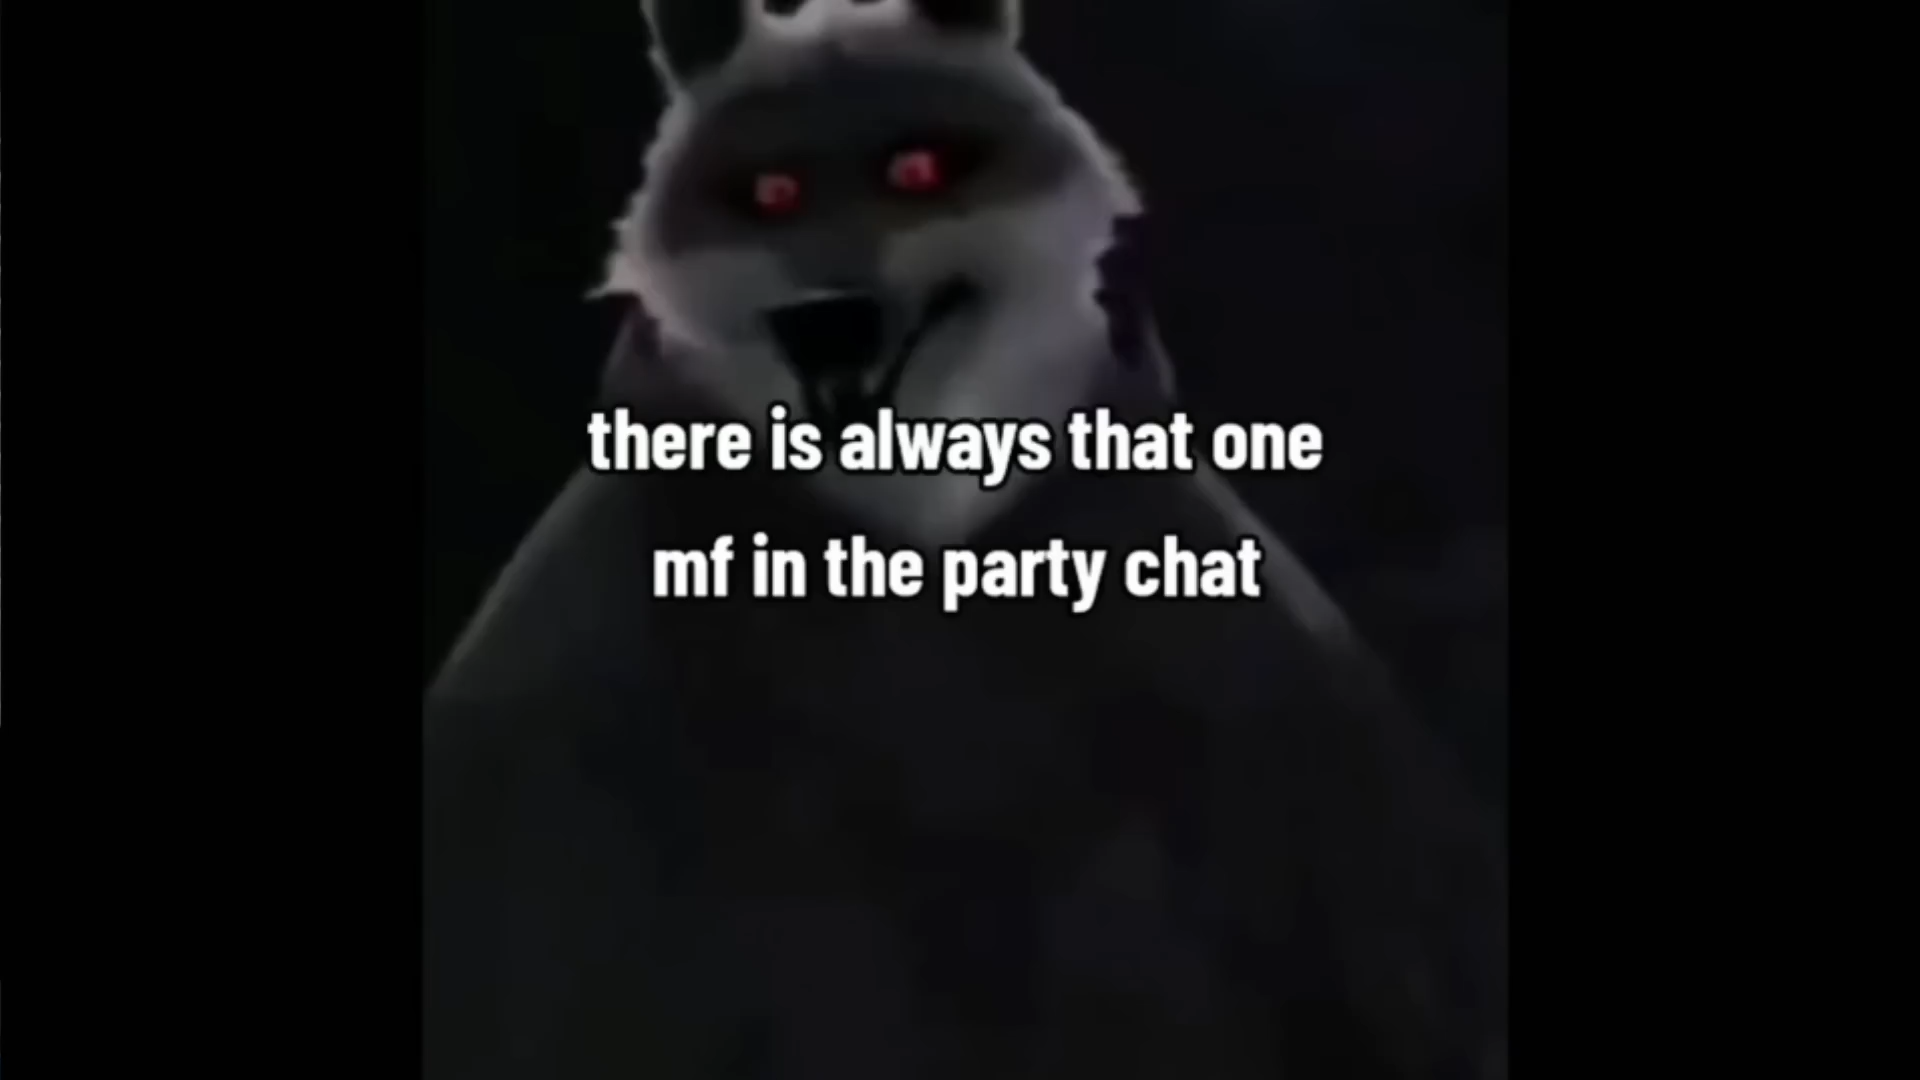 there is always that one
mf in the party chat